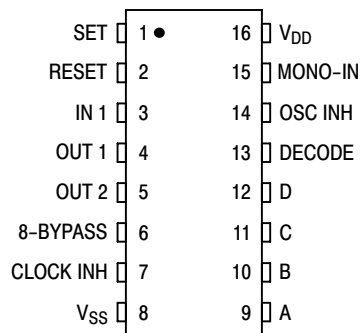 SET 1 16 VDD
RESET 2 15 MONO-IN
IN 1 3 14 OSC INH
OUT 1 4 13 DECODE
OUT 2 5 12 D
8-BYPASS 6 11 C
CLOCK INH 7 10 B
VSS 8 9 A